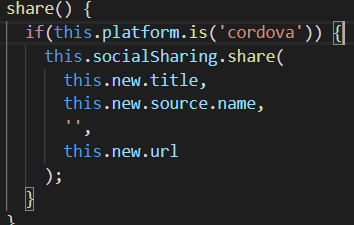 share() {
  if(this.platform.is('cordova')) {
    this.socialSharing.share(
      this.new.title,
      this.new.source.name,
      '',
      this.new.url
    );
  }
}